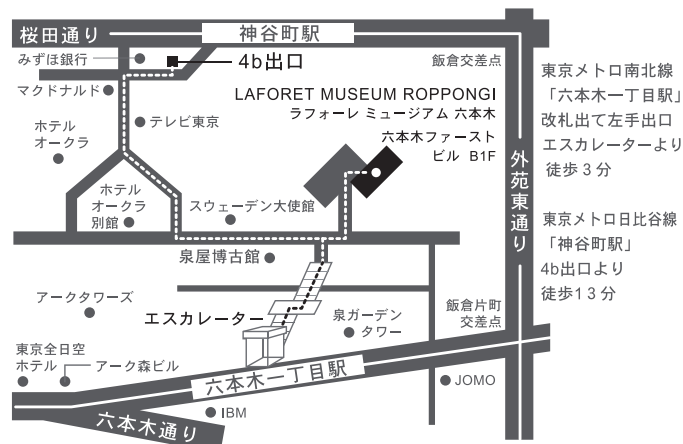 桜田通り
神谷町駅
みずほ銀行
4b出口
飯倉交差点
マクドナルド
LAFORET MUSEUM ROPPONGI
ラフォーレ ミュージアム 六本木
六本木ファースト
ビル B1F
テレビ東京
ホテル
オークラ
ホテル
オークラ
別館
スウェーデン大使館
外苑東通り
東京メトロ南北線
「六本木一丁目駅」
改札出て左手出口
エスカレーターより
徒歩3分
東京メトロ日比谷線
「神谷町駅」
4b出口より
徒歩13分
泉屋博古館
アークタワーズ
エスカレーター
泉ガーデン
タワー
飯倉片町
交差点
東京全日空
ホテル
アーク森ビル
六本木一丁目駅
JOMO
IBM
六本木通り